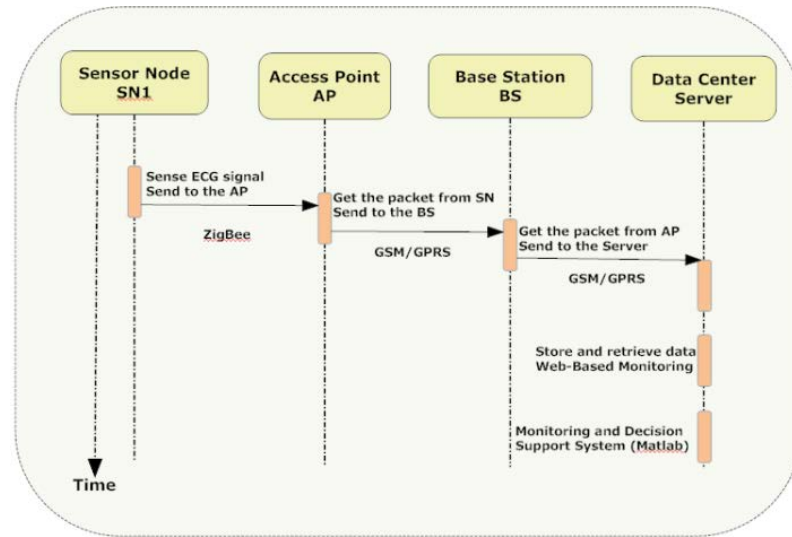 Sensor Node
SN1
Access Point
AP
Base Station
BS
Data Center
Server
Sense ECG signal
Send to the AP
ZigBee
Get the packet from SN
Send to the BS
GSM/GPRS
Get the packet from AP
Send to the Server
GSM/GPRS
Store and retrieve data
Web-Based Monitoring
Monitoring and Decision
Support System (Matlab)
Time